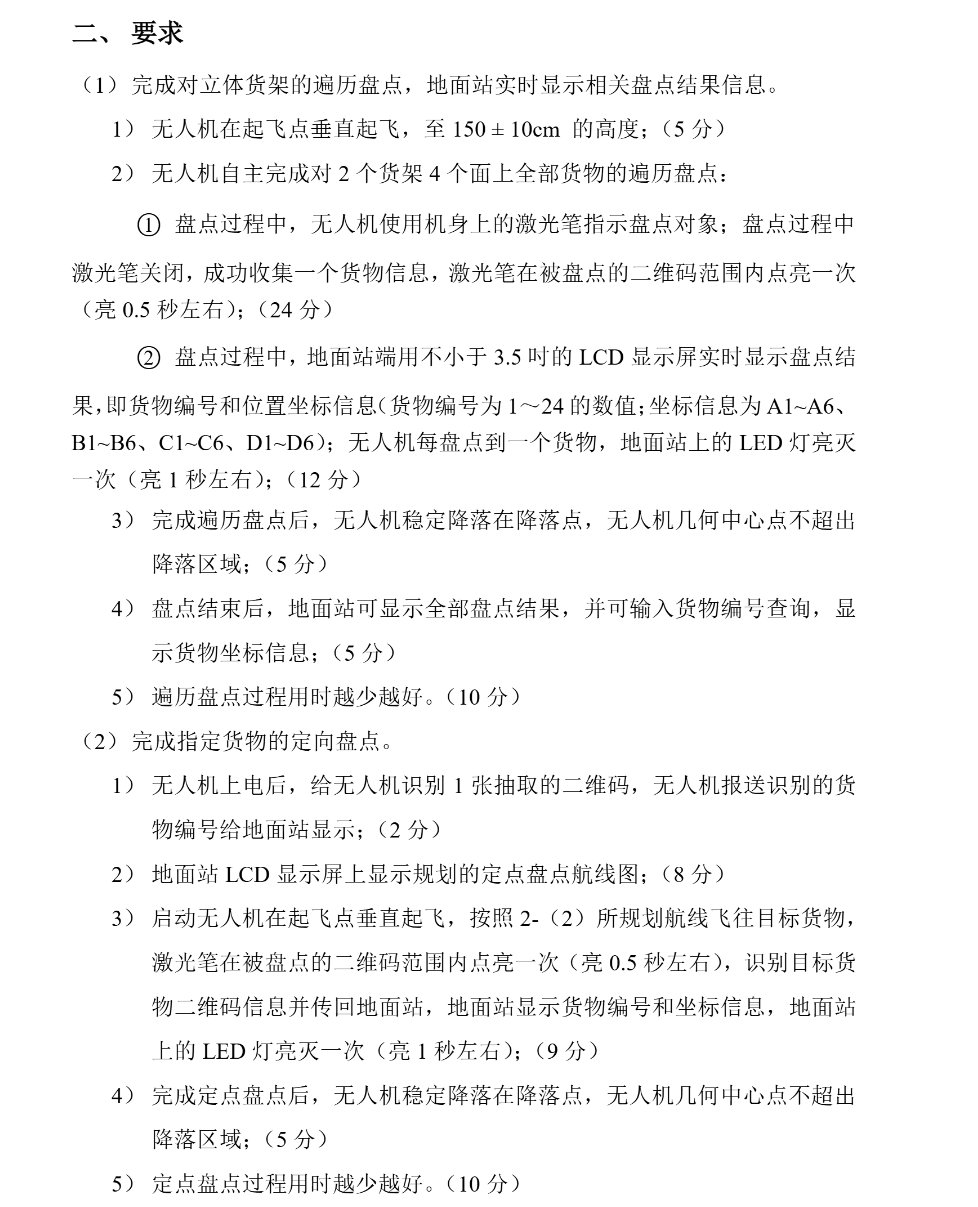 二、 要求
（1） 完成对立体货架的遍历盘点，地面站实时显示相关盘点结果信息。
1） 无人机在起飞点垂直起飞，至 150 ± 10cm 的高度；（5 分）
2） 无人机自主完成对 2 个货架 4 个面上全部货物的遍历盘点：
① 盘点过程中，无人机使用机身上的激光笔指示盘点对象；盘点过程中
激光笔关闭，成功收集一个货物信息，激光笔在被盘点的二维码范围内点亮一次
（亮 0.5 秒左右）；（24 分）
② 盘点过程中，地面站端用不小于 3.5 吋的 LCD 显示屏实时显示盘点结
果，即货物编号和位置坐标信息（货物编号为 1～24 的数值；坐标信息为 A1~A6、
B1~B6、C1~C6、D1~D6）；无人机每盘点到一个货物，地面站上的 LED 灯亮灭
一次（亮 1 秒左右）；（12 分）
3） 完成遍历盘点后，无人机稳定降落在降落点，无人机几何中心点不超出
降落区域；（5 分）
4） 盘点结束后，地面站可显示全部盘点结果，并可输入货物编号查询，显
示货物坐标信息；（5 分）
5） 遍历盘点过程用时越少越好。（10 分）
（2） 完成指定货物的定向盘点。
1） 无人机上电后，给无人机识别 1 张抽取的二维码，无人机报送识别的货
物编号给地面站显示；（2 分）
2） 地面站 LCD 显示屏上显示规划的定点盘点航线图；（8 分）
3） 启动无人机在起飞点垂直起飞，按照 2-（2）所规划航线飞往目标货物，
激光笔在被盘点的二维码范围内点亮一次（亮 0.5 秒左右），识别目标货
物二维码信息并传回地面站，地面站显示货物编号和坐标信息，地面站
上的 LED 灯亮灭一次（亮 1 秒左右）；（9 分）
4） 完成定点盘点后，无人机稳定降落在降落点，无人机几何中心点不超出
降落区域；（5 分）
5） 定点盘点过程用时越少越好。（10 分）